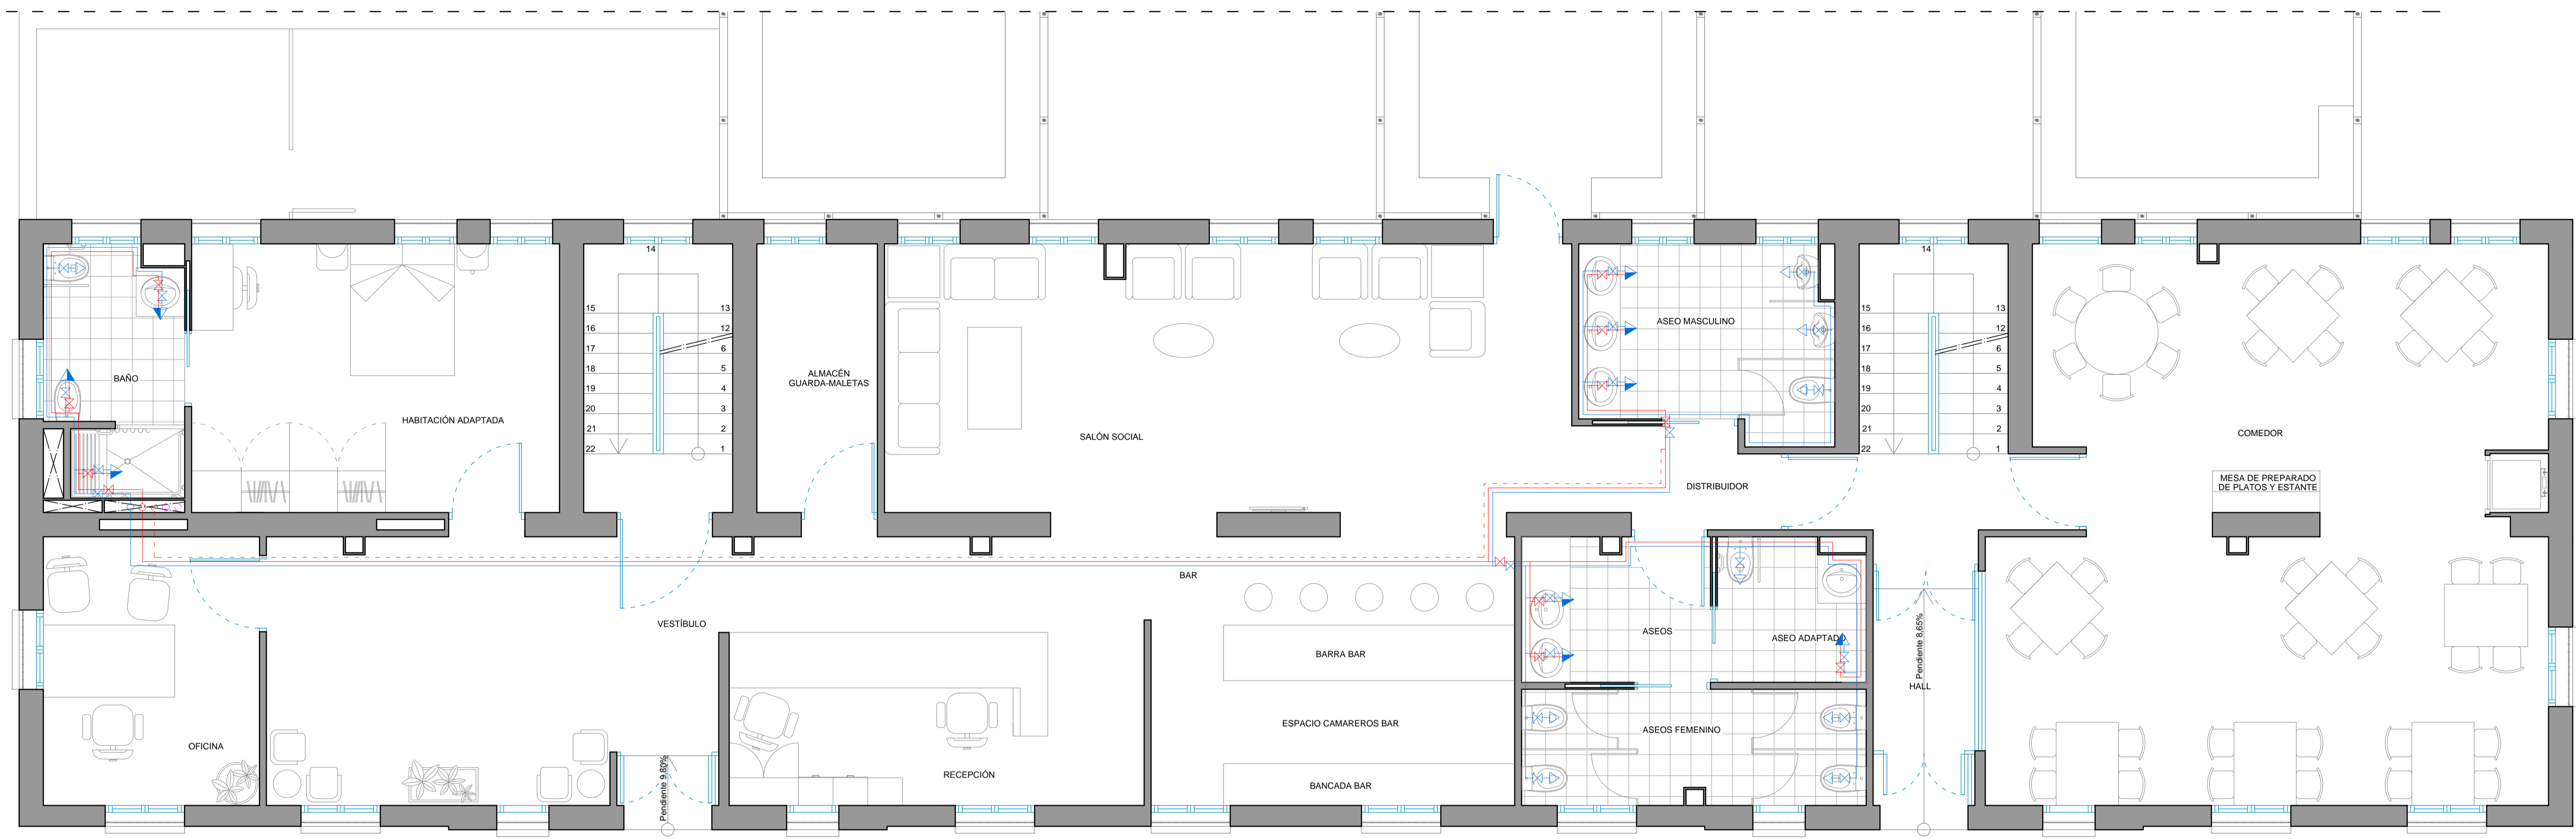 14
15
16
17
18
19
20
21
22
13
12
6
5
4
3
2
1
BAÑO
HABITACIÓN ADAPTADA
ALMACÉN
GUARDA-MALETAS
SALÓN SOCIAL
ASEO MASCULINO
DISTRIBUIDOR
14
15
16
17
18
19
20
21
22
13
12
6
5
4
3
2
1
COMEDOR
MESA DE PREPARADO
DE PLATOS Y ESTANTE
OFICINA
VESTÍBULO
Pendiente 9,80%
RECEPCIÓN
BAR
BARRA BAR
ESPACIO CAMAREROS BAR
BANCADA BAR
ASEOS
ASEO ADAPTADO
ASEOS FEMENINO
HALL
Pendiente 8,65%